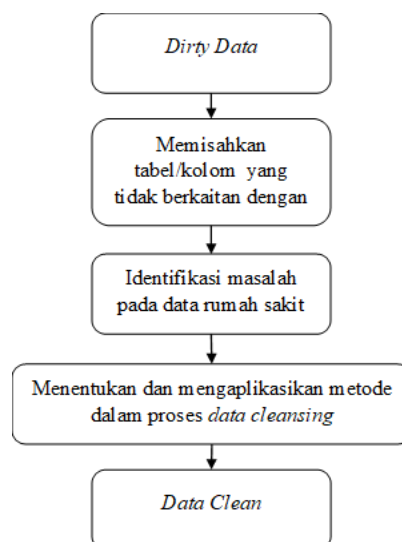 Dirty Data
Memisahkan
tabel/kolom yang
tidak berkaitan dengan
Identifikasi masalah
pada data rumah sakit
Menentukan dan mengaplikasikan metode
dalam proses data cleansing
Data Clean